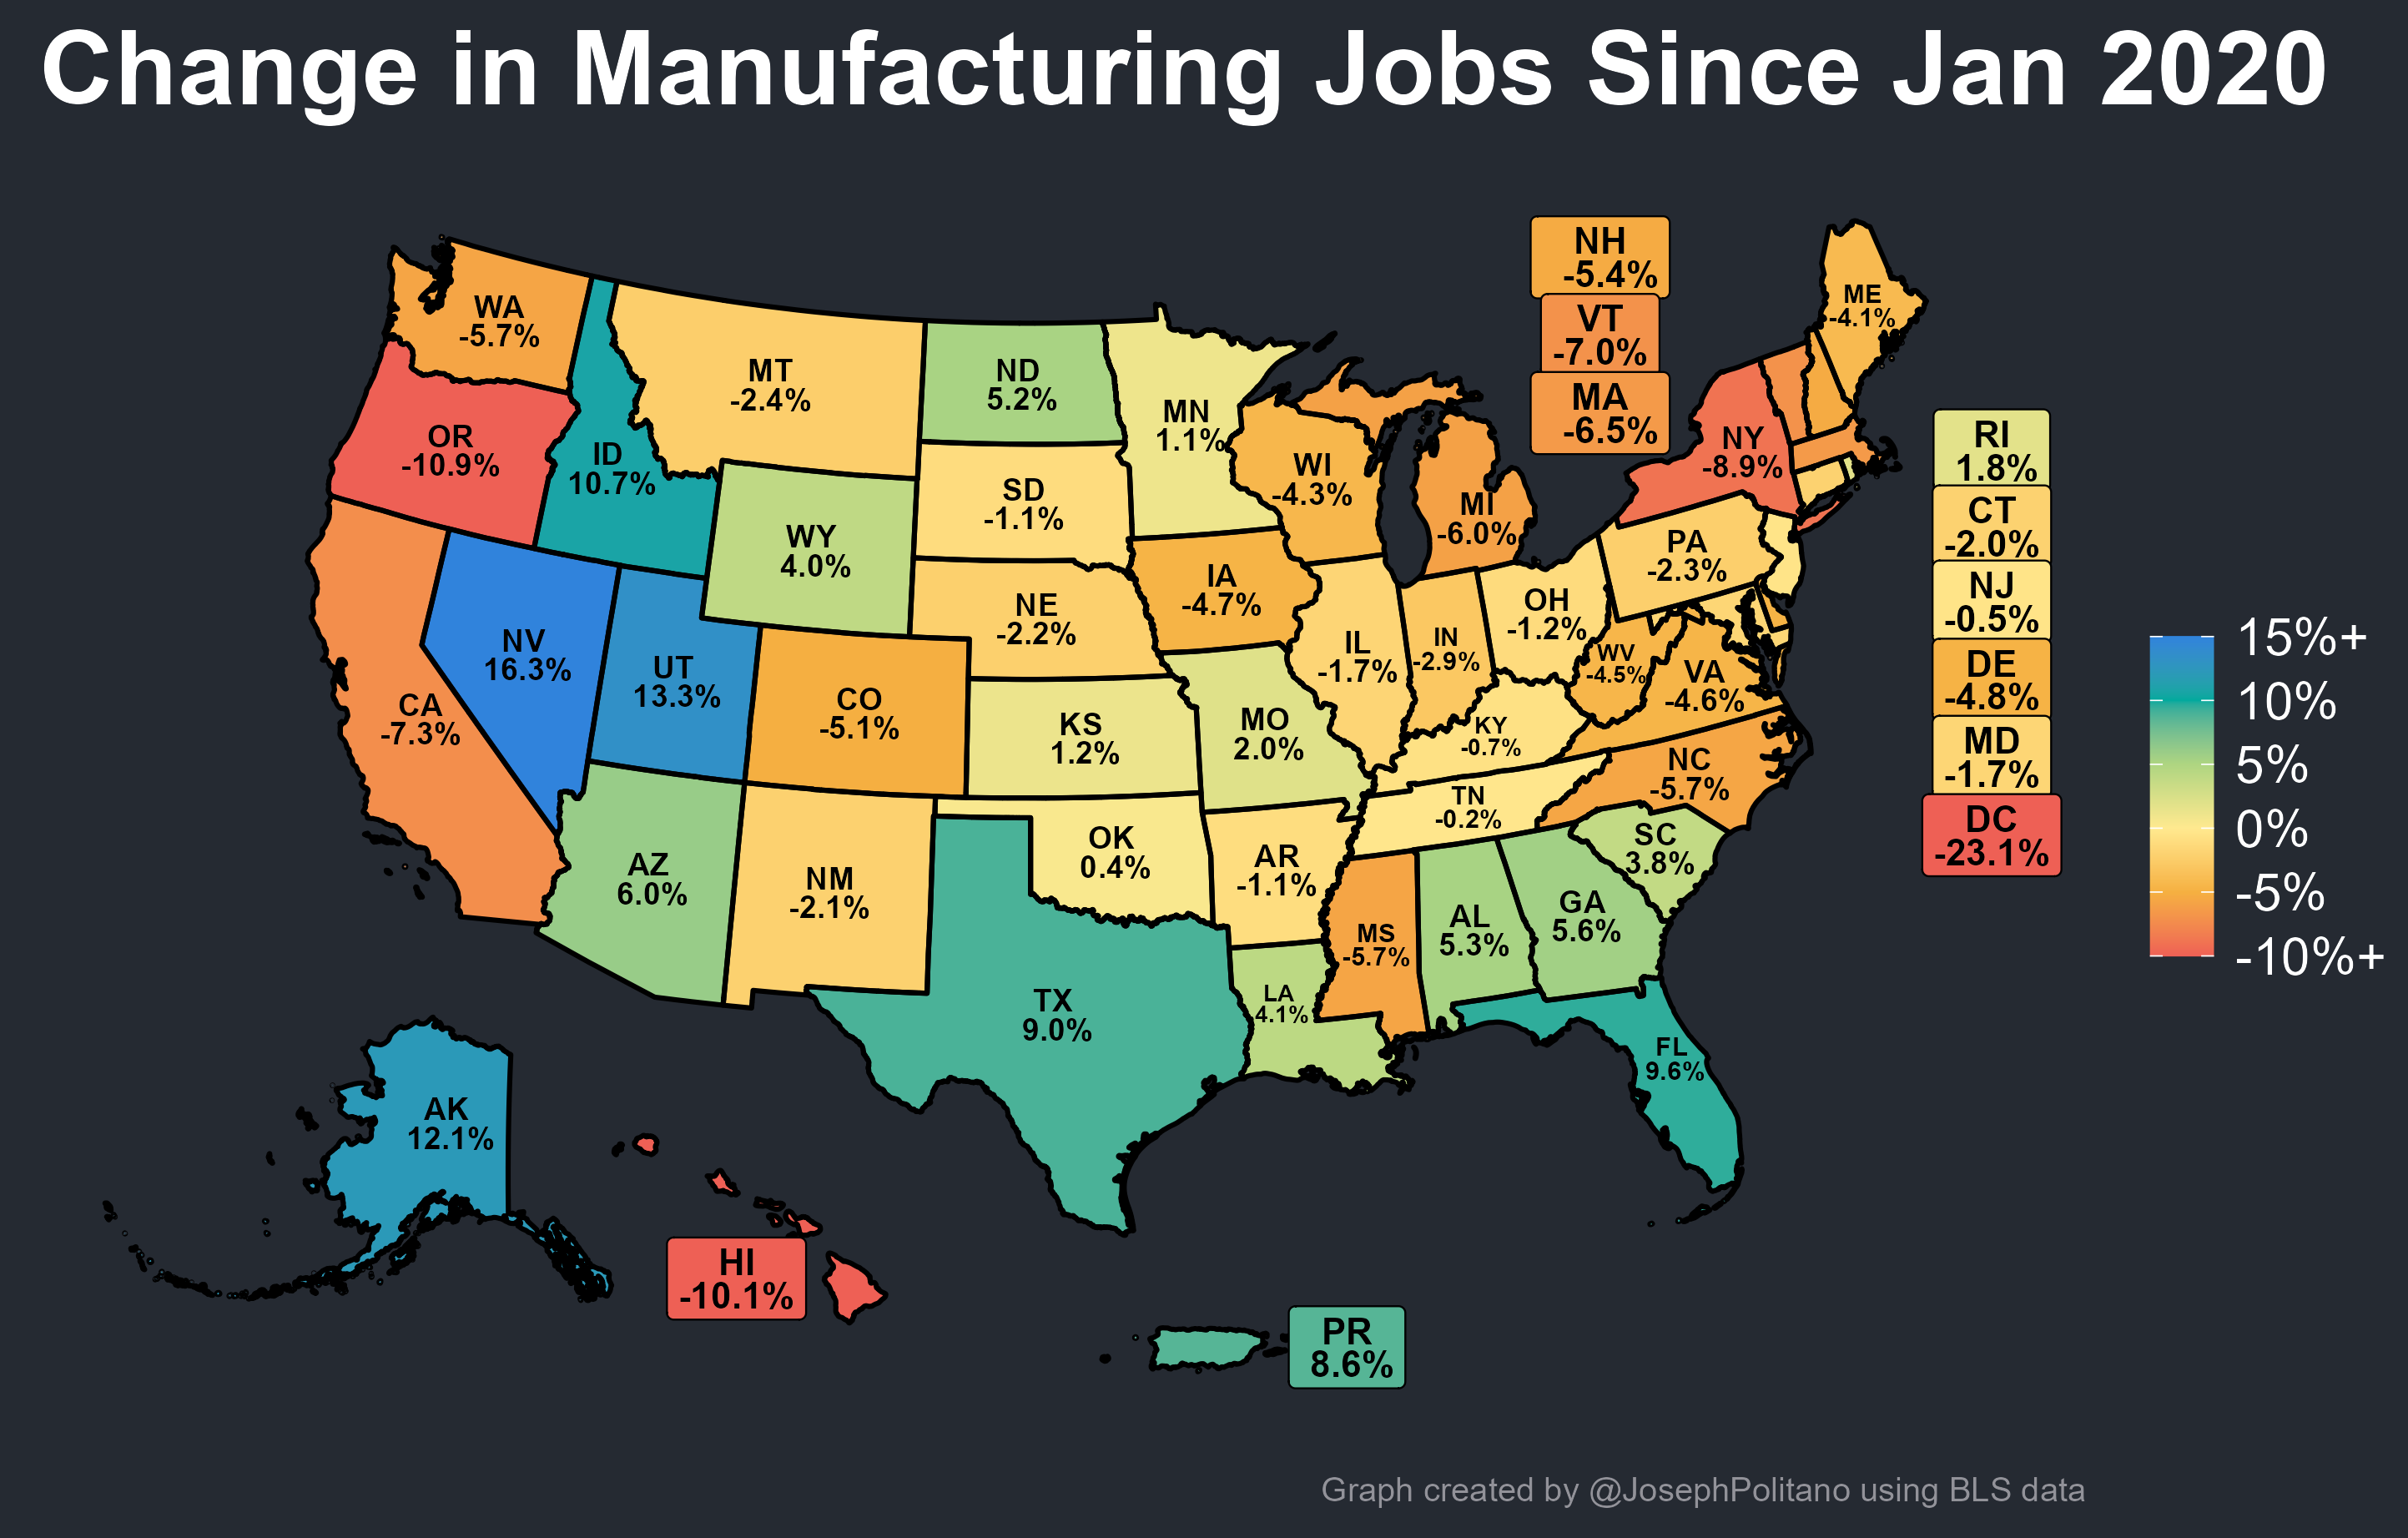 Change in Manufacturing Jobs Since Jan 2020
WA
-5.7%
OR
-10.9%
CA
-7.3%
ID
10.7%
NV
16.3%
UT
13.3%
AZ
6.0%
MT
-2.4%
WY
4.0%
CO
-5.1%
NM
-2.1%
ND
5.2%
SD
-1.1%
NE
-2.2%
KS
1.2%
OK
0.4%
TX
9.0%
MN
1.1%
IA
-4.7%
MO
2.0%
AR
-1.1%
LA
4.1%
WI
-4.3%
IL
-1.7%
MI
-6.0%
IN
-2.9%
OH
-1.2%
KY
-0.7%
TN
-0.2%
MS
-5.7%
AL
5.3%
GA
5.6%
FL
9.6%
SC
3.8%
NC
-5.7%
VA
-4.6%
WV
-4.5%
PA
-2.3%
NY
-8.9%
ME
-4.1%
NH
-5.4%
VT
-7.0%
MA
-6.5%
RI
1.8%
CT
-2.0%
NJ
-0.5%
DE
-4.8%
MD
-1.7%
DC
-23.1%
AK
12.1%
HI
-10.1%
PR
8.6%
15%+
10%
5%
0%
-5%
-10%+
Graph created by @JosephPolitano using BLS data